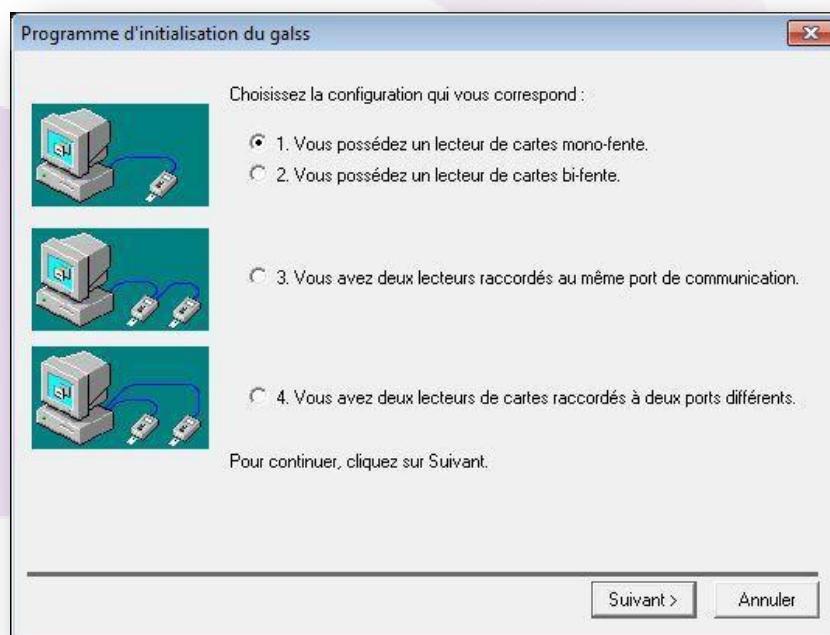 Programme d'initialisation du galss
Choisissez la configuration qui vous correspond :
1. Vous possédez un lecteur de cartes mono-fente.
2. Vous possédez un lecteur de cartes bi-fente.
3. Vous avez deux lecteurs raccordés au même port de communication.
4. Vous avez deux lecteurs de cartes raccordés à deux ports différents.
Pour continuer, cliquez sur Suivant.
Suivant >
Annuler